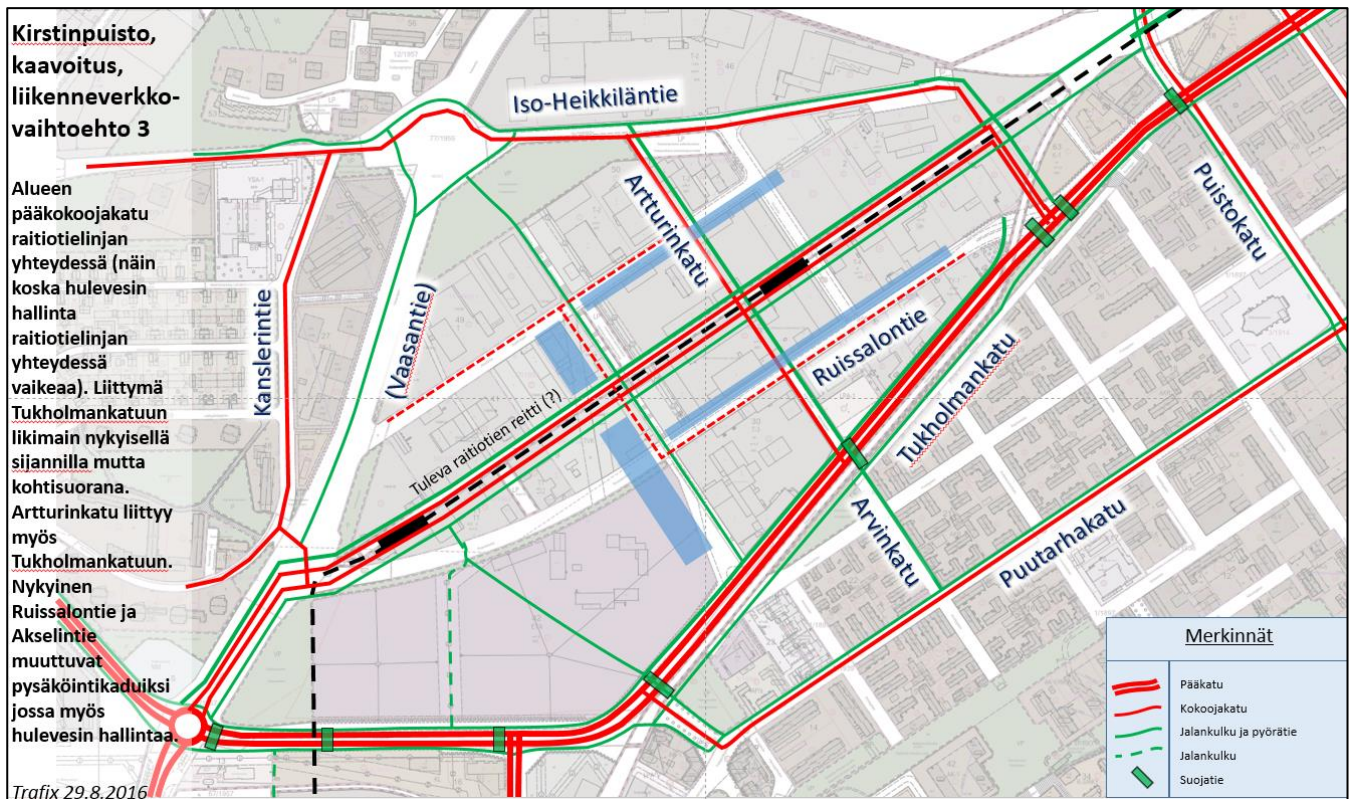 Kirstinpuisto,
kaavoitus,
liikenneverkko-
vaihtoehto 3
Alueen
pääkokoojakatu
raitiotielinjan
yhteydessä (näin
koska hulevesin
hallinta
raitiotielinjan
yhteydessä
vaikeaa). Liittymä
Tukholmankatuun
likimain nykyisellä
sijannilla mutta
kohtisuorana.
Artturinkatu liittyy
myös
Tukholmankatuun.
Nykyinen
Ruissalontie ja
Akselintie
muuttuvat
pysäköintikaduiksi
jossa myös
hulevesin hallintaa.
Trafix 29.8.2016
Iso-Heikkiläntie
Artturinkatu
Puistokatu
Kanslerintie
(Vaasantie)
Ruissalontie
Tukholmankatu
Tuleva raitiotien reitti (?)
Arvinkatu
Puutarhakatu
Merkinnät
Pääkatu
Kokoojakatu
Jalankulku ja pyörätie
Jalankulku
Suojatie